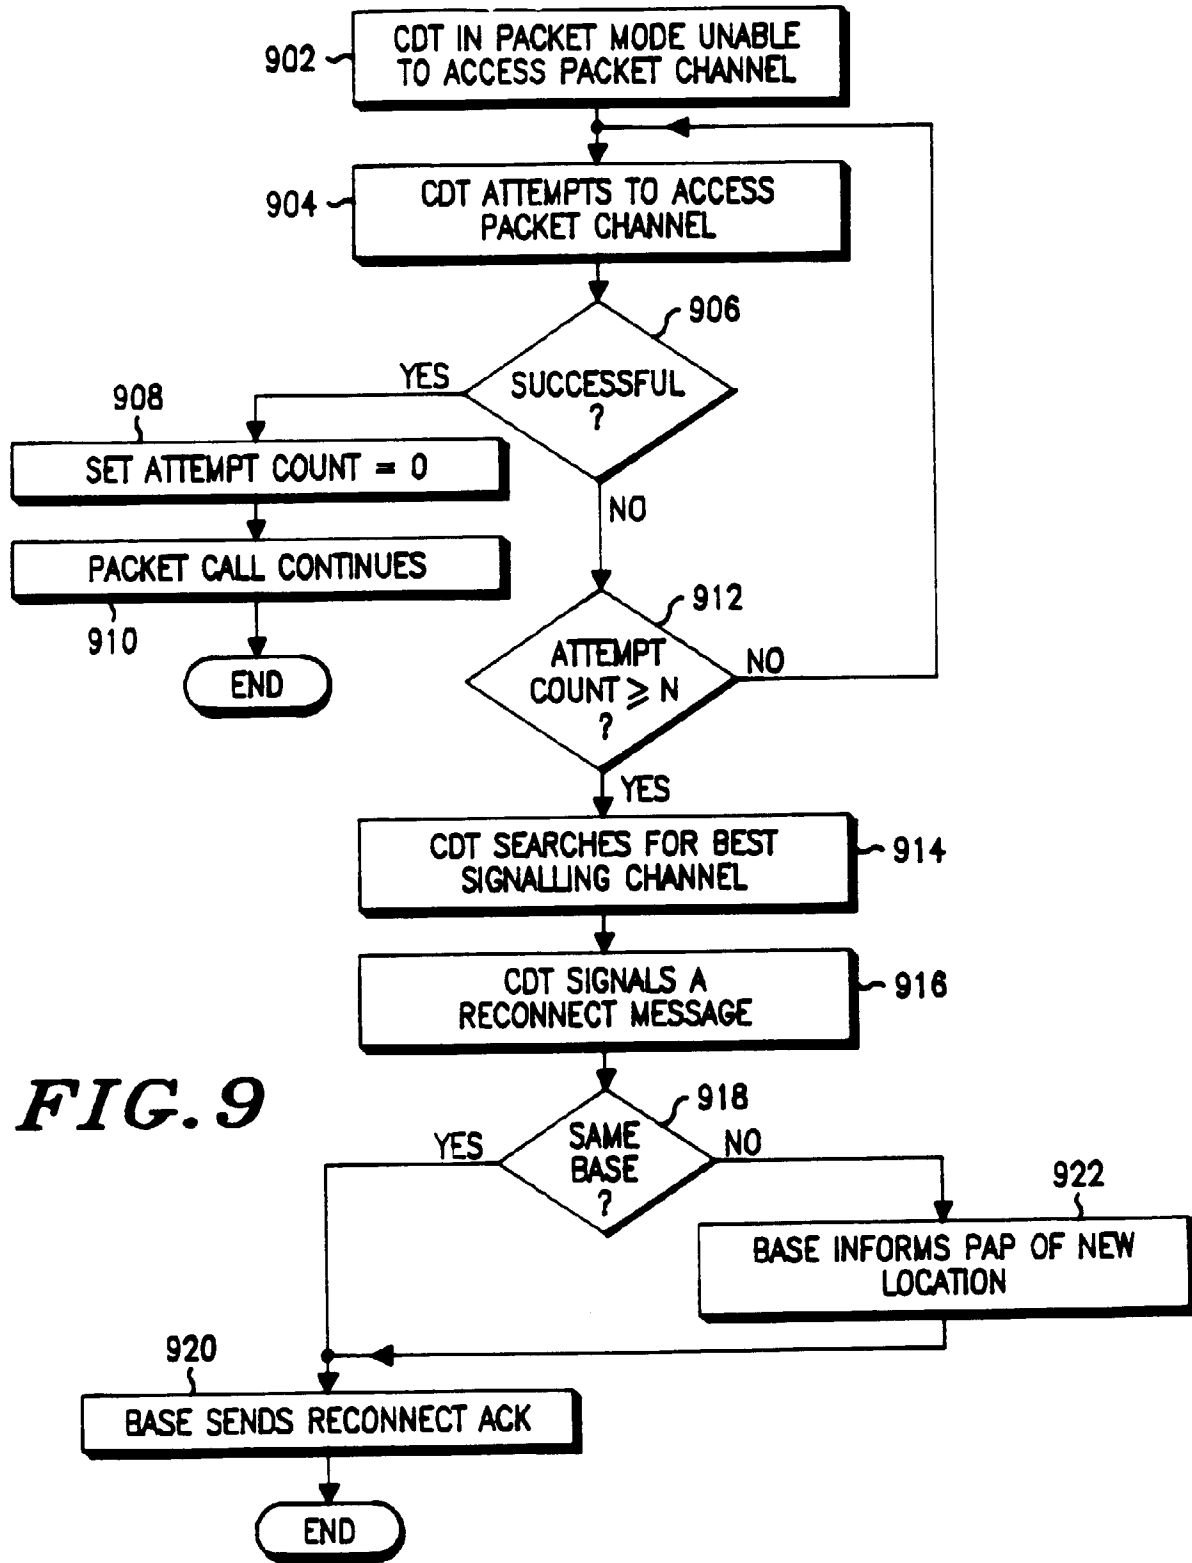 902
CDT IN PACKET MODE UNABLE
TO ACCESS PACKET CHANNEL
904
CDT ATTEMPTS TO ACCESS
PACKET CHANNEL
906
SUCCESSFUL
?
YES
NO
908
SET ATTEMPT COUNT = 0
PACKET CALL CONTINUES
910
END
912
ATTEMPT
COUNT ⩾ N
?
NO
YES
CDT SEARCHES FOR BEST
SIGNALLING CHANNEL
914
CDT SIGNALS A
RECONNECT MESSAGE
916
FIG. 9
918
SAME
BASE
?
YES
NO
922
BASE INFORMS PAP OF NEW
LOCATION
920
BASE SENDS RECONNECT ACK
END